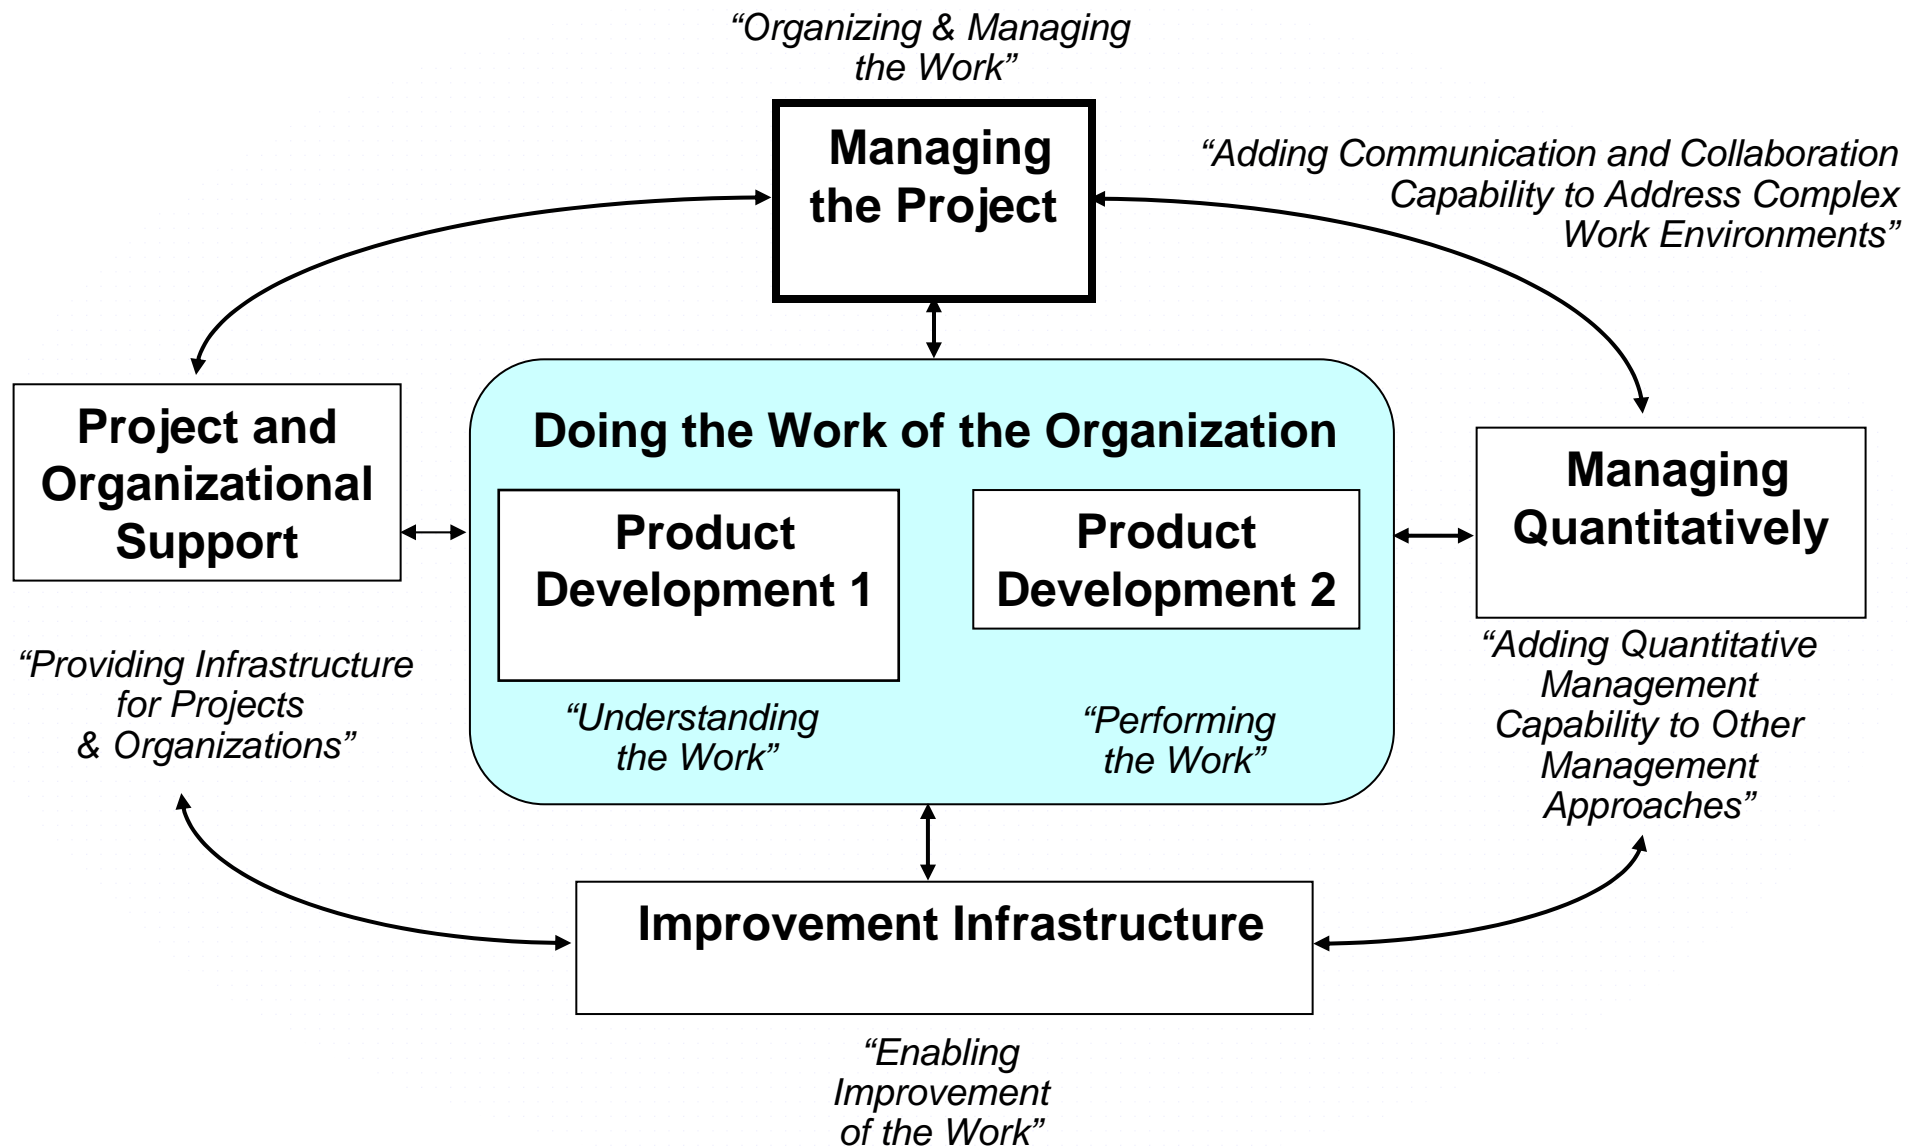 “Organizing & Managing
the Work”
Managing
the Project
“Adding Communication and Collaboration
Capability to Address Complex
Work Environments”
Project and
Organizational
Support
“Providing Infrastructure
for Projects
& Organizations”
Doing the Work of the Organization
Product
Development 1
“Understanding
the Work”
Product
Development 2
“Performing
the Work”
Managing
Quantitatively
“Adding Quantitative
Management
Capability to Other
Management
Approaches”
Improvement Infrastructure
“Enabling
Improvement
of the Work”